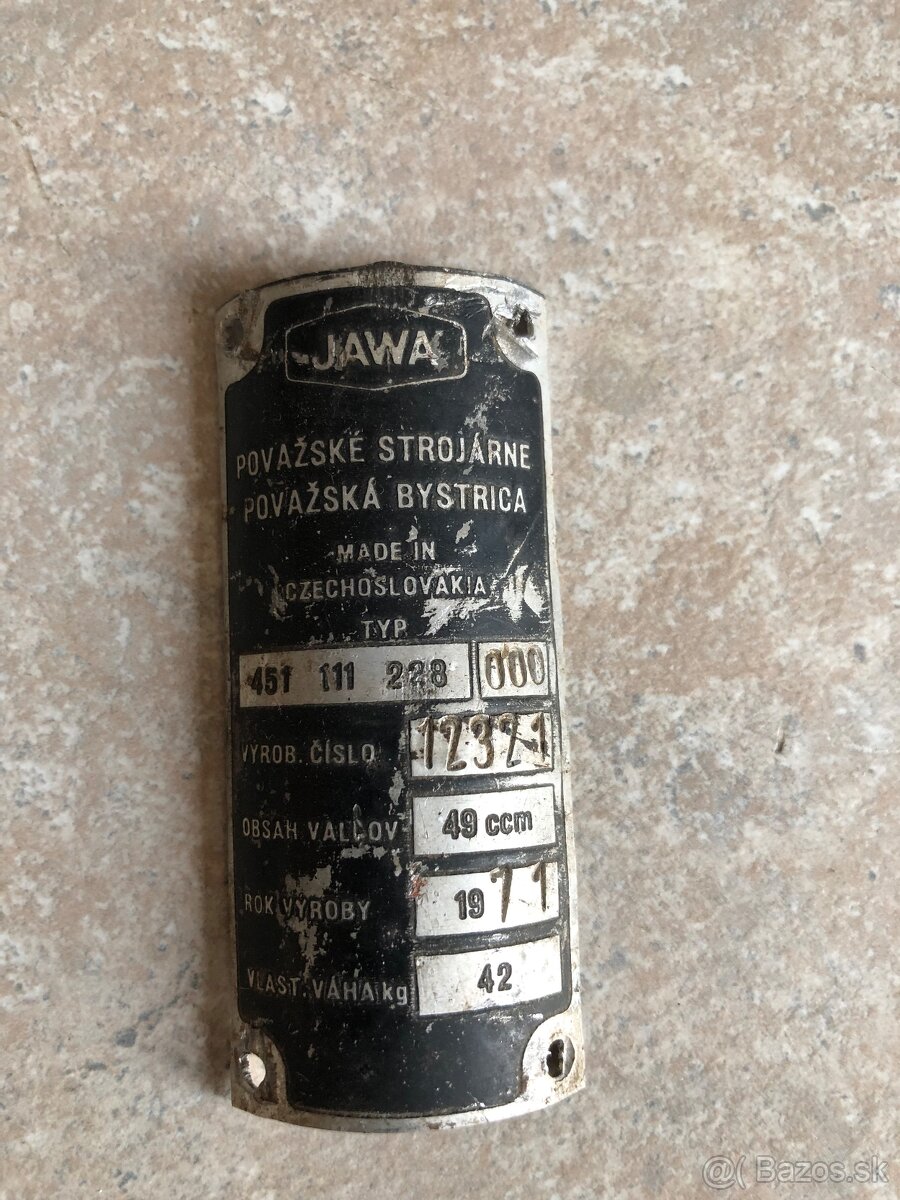 JAWA
POVAŽSKÉ STROJÁRNE
POVAŽSKÁ BYSTRICA
MADE IN
CZECHOSLOVAKIA
TYP
451 111 228 000
VÝROB. ČÍSLO 12321
OBSAH VALCOV 49 ccm
ROK VÝROBY 1971
VLAST. VÁHA kg 42
@( Bazos.sk